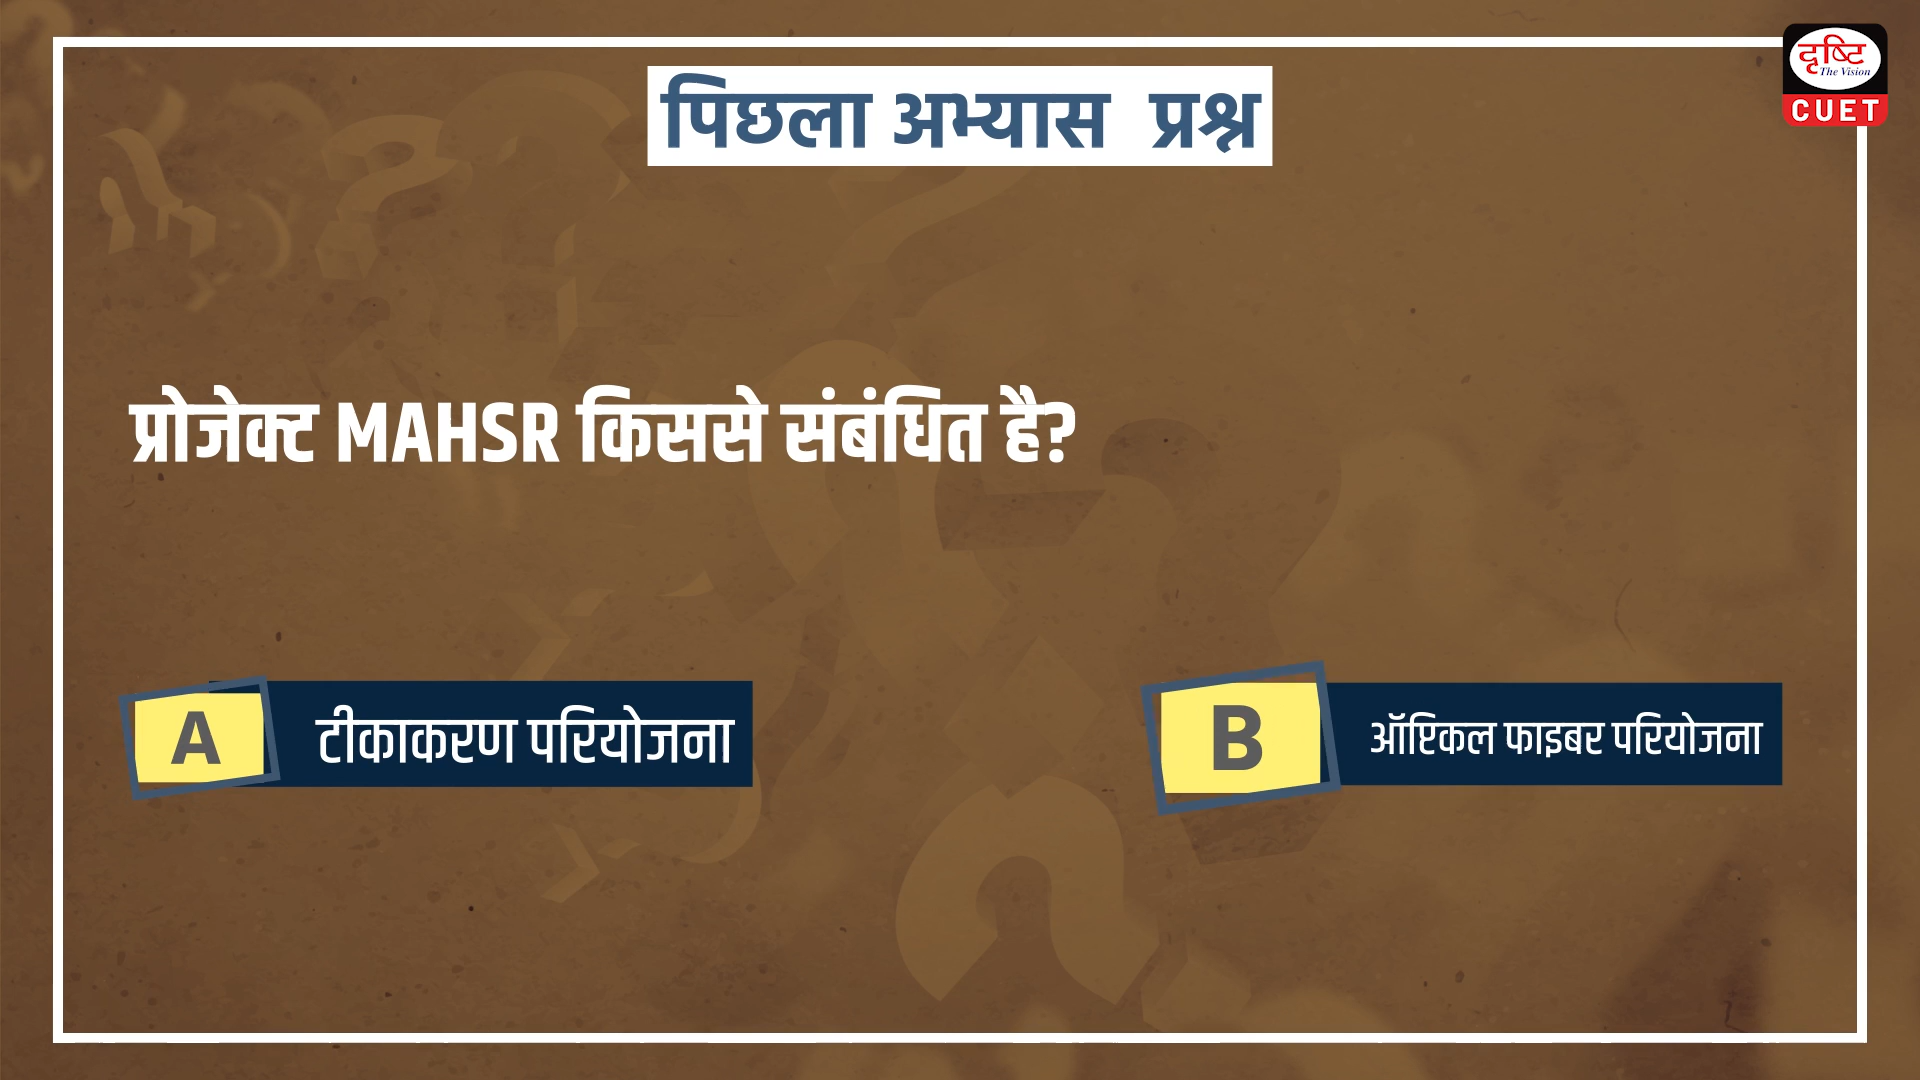 दृष्टि
The Vision
CUET
पिछला अभ्यास प्रश्न
प्रोजेक्ट MAHSR किससे संबंधित है?
A टीकाकरण परियोजना
B ऑप्टिकल फाइबर परियोजना